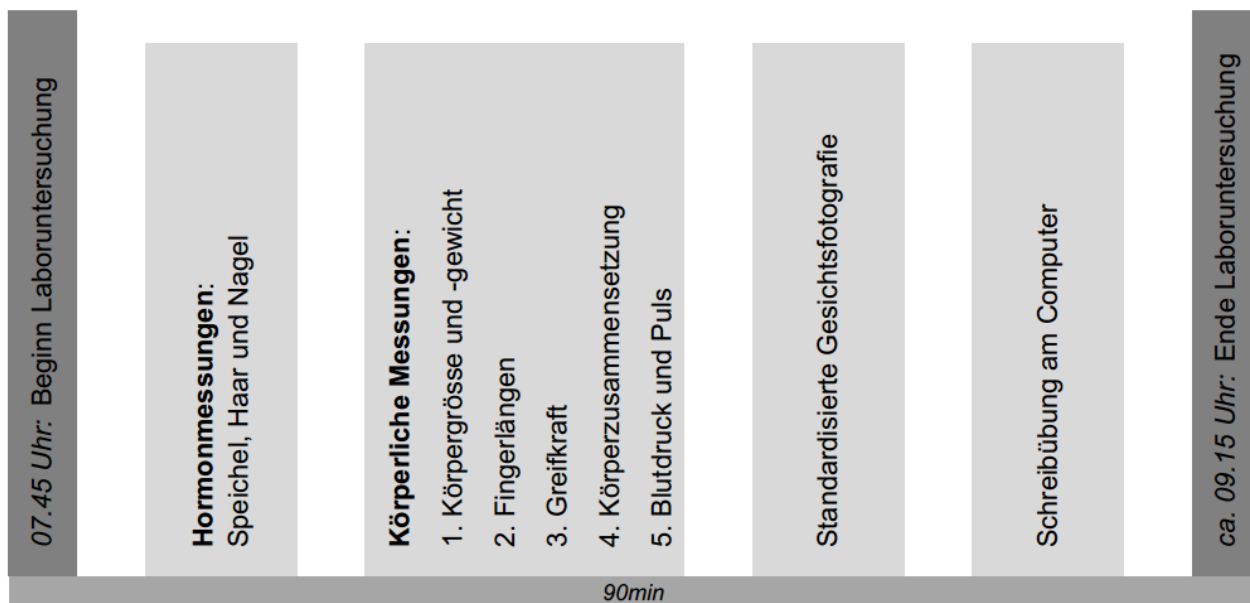 07.45 Uhr: Beginn Laboruntersuchung
Hormonmessungen:
Speichel, Haar und Nagel
Körperliche Messungen:
1. Körpergrösse und -gewicht
2. Fingerlängen
3. Greifkraft
4. Körperzusammensetzung
5. Blutdruck und Puls
Standardisierte Gesichtsfotografie
Schreibübung am Computer
ca. 09.15 Uhr: Ende Laboruntersuchung
90min